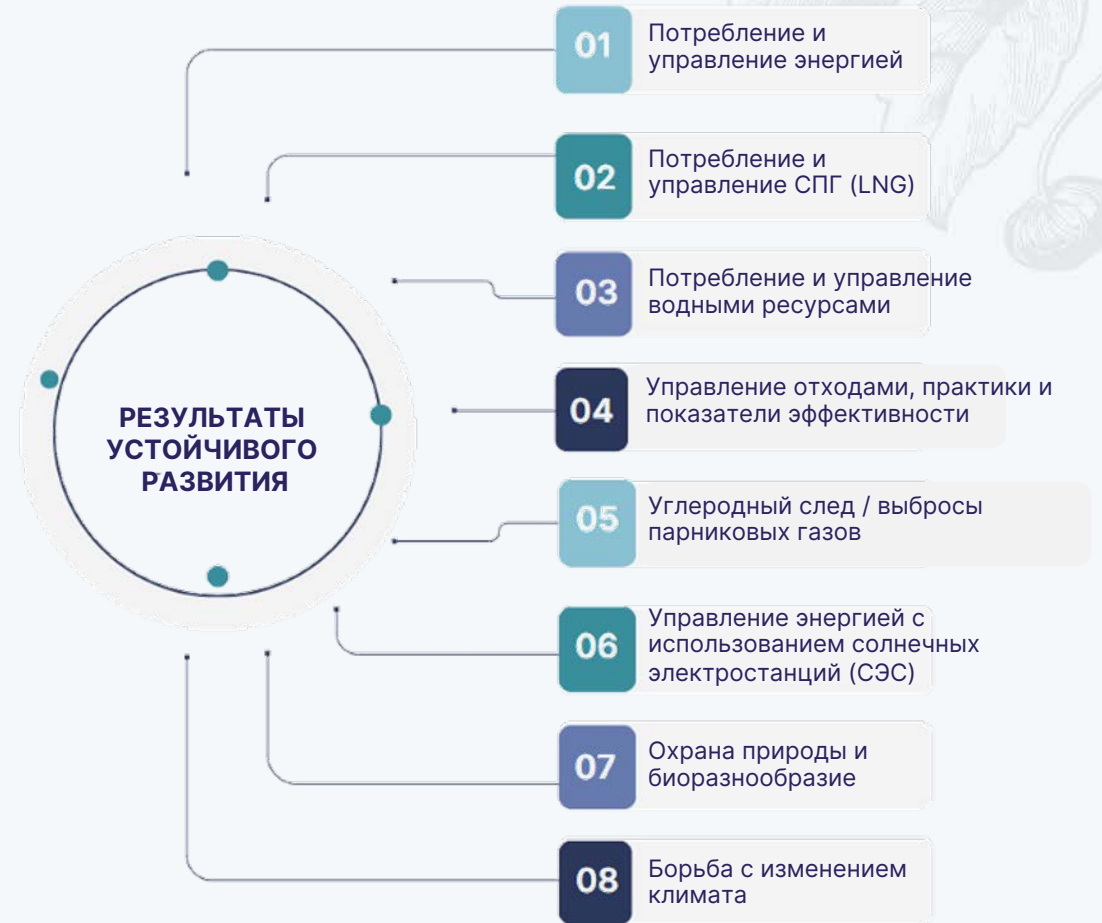 РЕЗУЛЬТАТЫ
УСТОЙЧИВОГО
РАЗВИТИЯ
01
Потребление и
управление энергией
02
Потребление и
управление СПГ (LNG)
03
Потребление и управление
водными ресурсами
04
Управление отходами, практики и
показатели эффективности
05
Углеродный след / выбросы
парниковых газов
06
Управление энергией с
использованием солнечных
электростанций (СЭС)
07
Охрана природы и
биоразнообразие
08
Борьба с изменением
климата